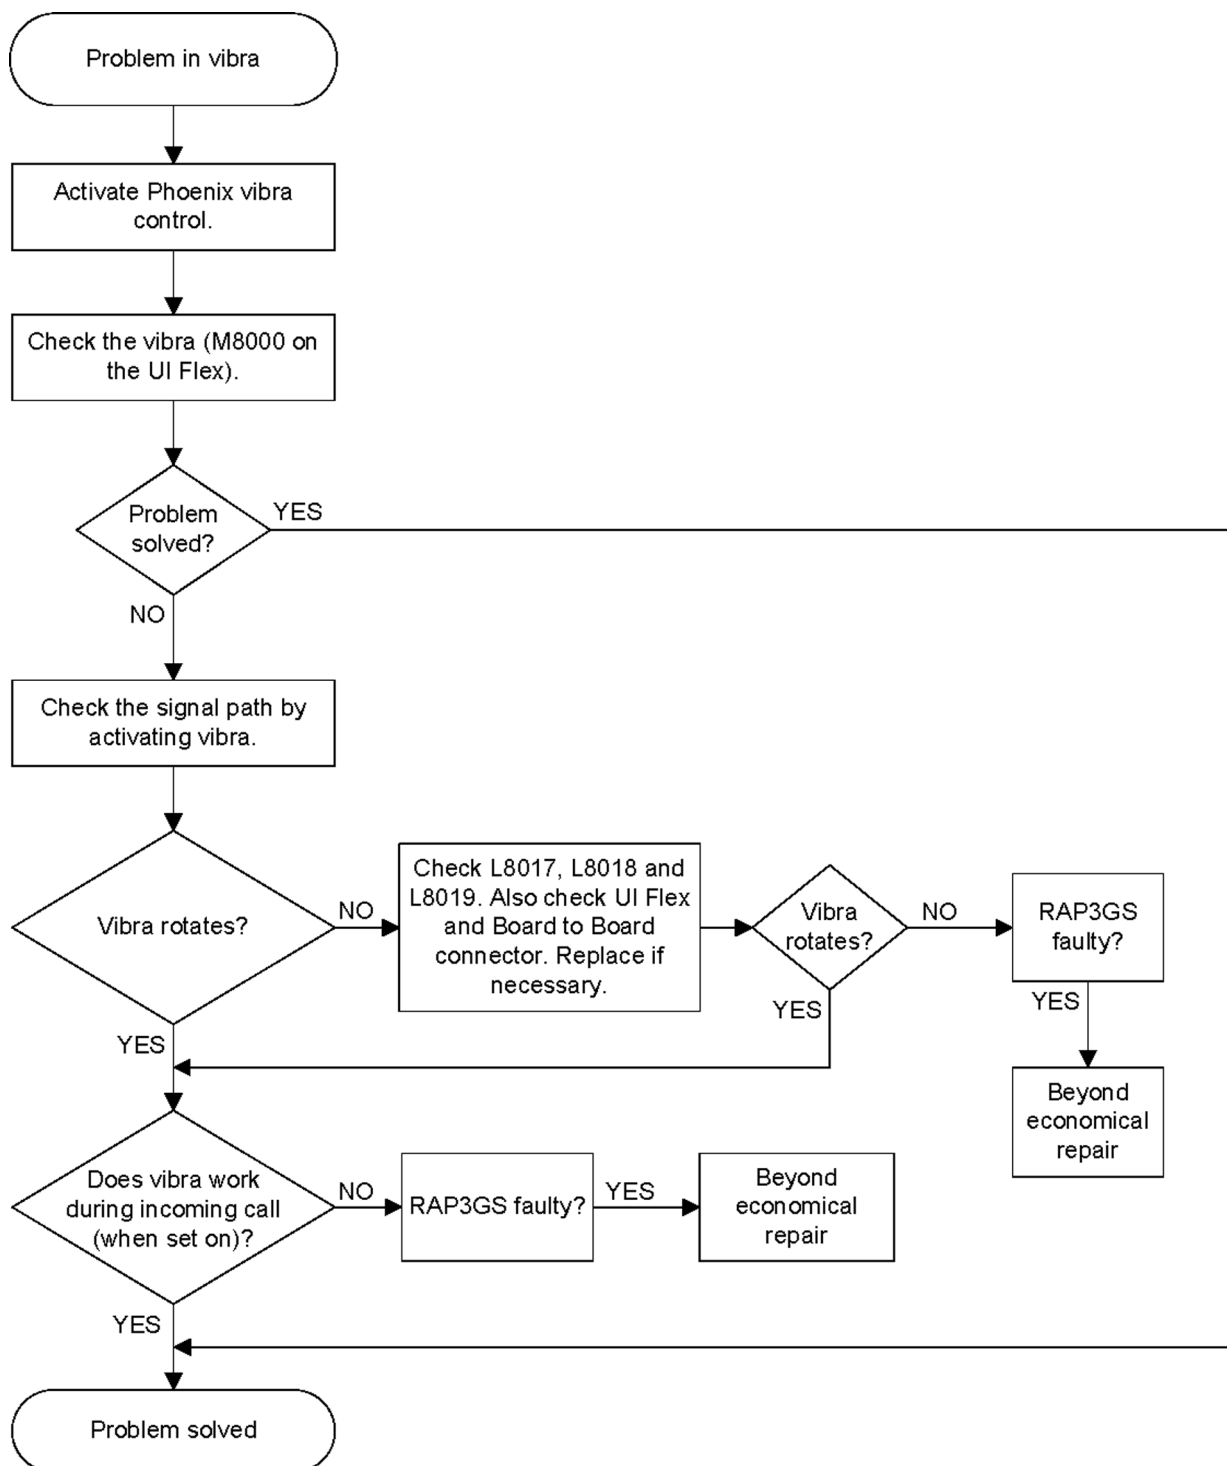 Problem in vibra
Activate Phoenix vibra
control.
Check the vibra (M8000 on
the UI Flex).
Problem
solved?
YES
NO
Check the signal path by
activating vibra.
Vibra rotates?
NO
Check L8017, L8018 and
L8019. Also check UI Flex
and Board to Board
connector. Replace if
necessary.
Vibra
rotates?
NO
RAP3GS
faulty?
YES
YES
YES
Beyond
economical
repair
Does vibra work
during incoming call
(when set on)?
NO
RAP3GS faulty?
YES
Beyond
economical
repair
YES
Problem solved